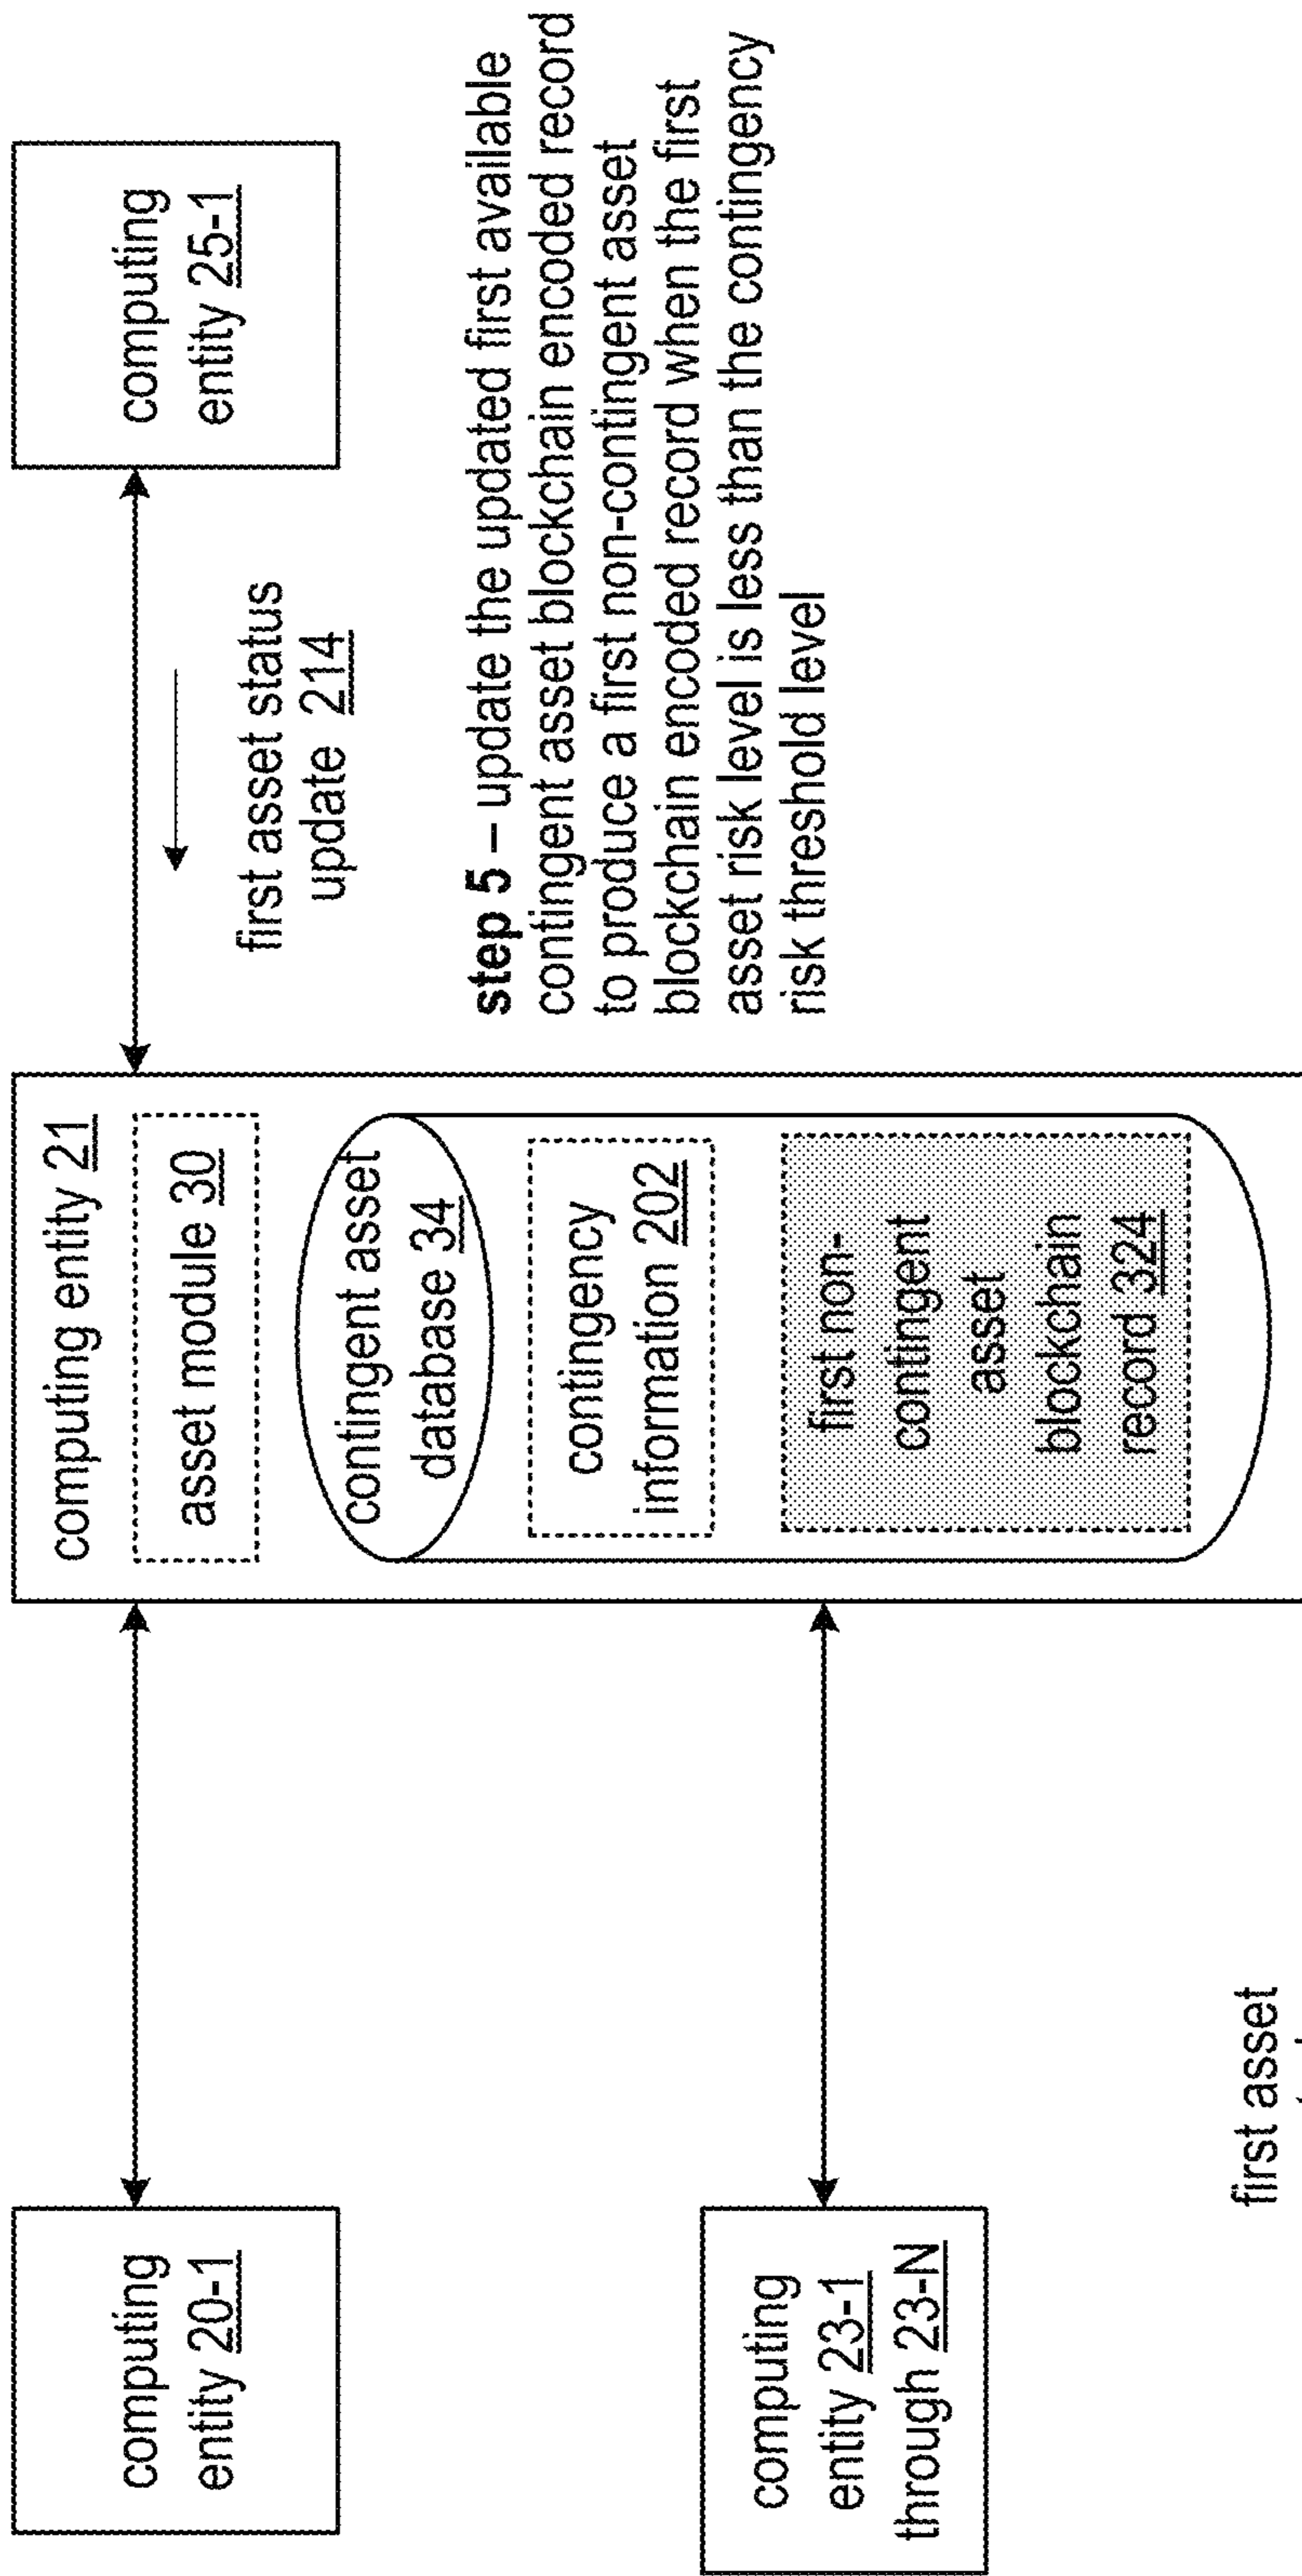 computing
entity 20-1
computing entity 21
asset module 30
contingent asset
database 34
contingency
information 202
first non-
contingent
asset
blockchain
record 324
computing
entity 25-1
first asset status
update 214
step 5 – update the updated first available
contingent asset blockchain encoded record
to produce a first non-contingent asset
blockchain encoded record when the first
asset risk level is less than the contingency
risk threshold level
computing
entity 23-1
through 23-N
first asset